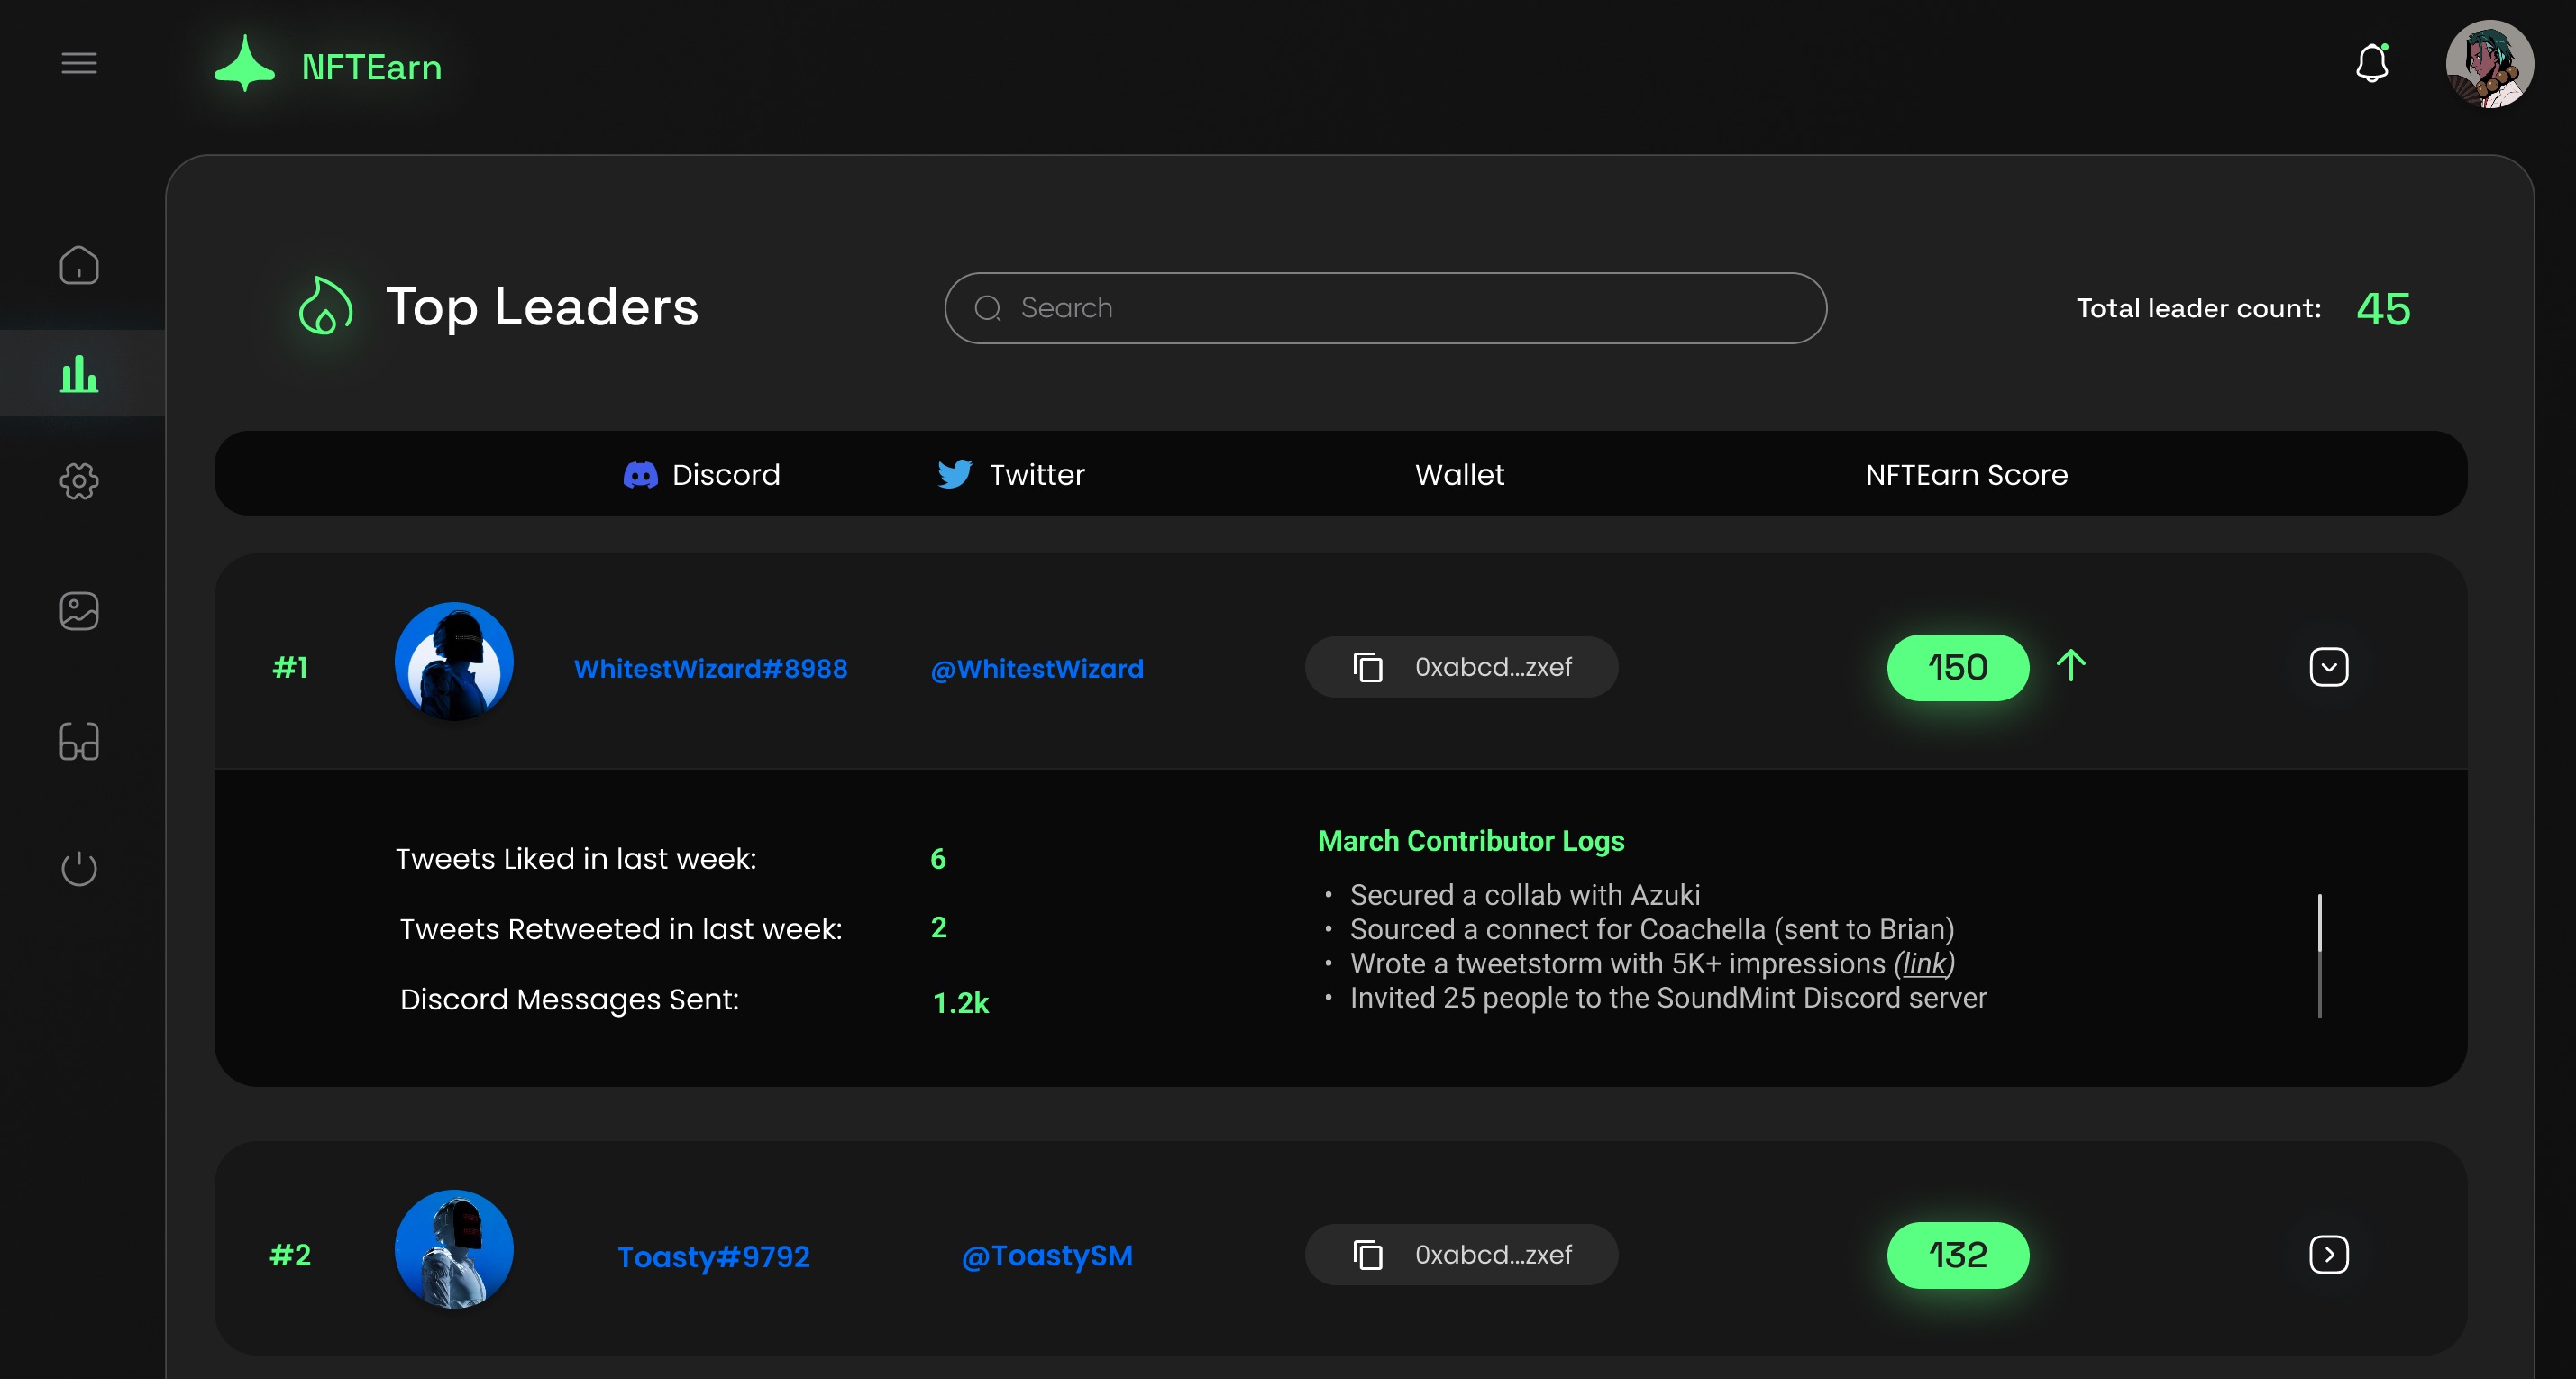 NFTEarn
Top Leaders
Search
Total leader count: 45
Discord Twitter Wallet NFTEarn Score
#1 WhitestWizard#8988 @WhitestWizard 0xabcd...zxef 150
Tweets Liked in last week: 6
Tweets Retweeted in last week: 2
Discord Messages Sent: 1.2k
March Contributor Logs
• Secured a collab with Azuki
• Sourced a connect for Coachella (sent to Brian)
• Wrote a tweetstorm with 5K+ impressions (link)
• Invited 25 people to the SoundMint Discord server
#2 Toasty#9792 @ToastySM 0xabcd...zxef 132